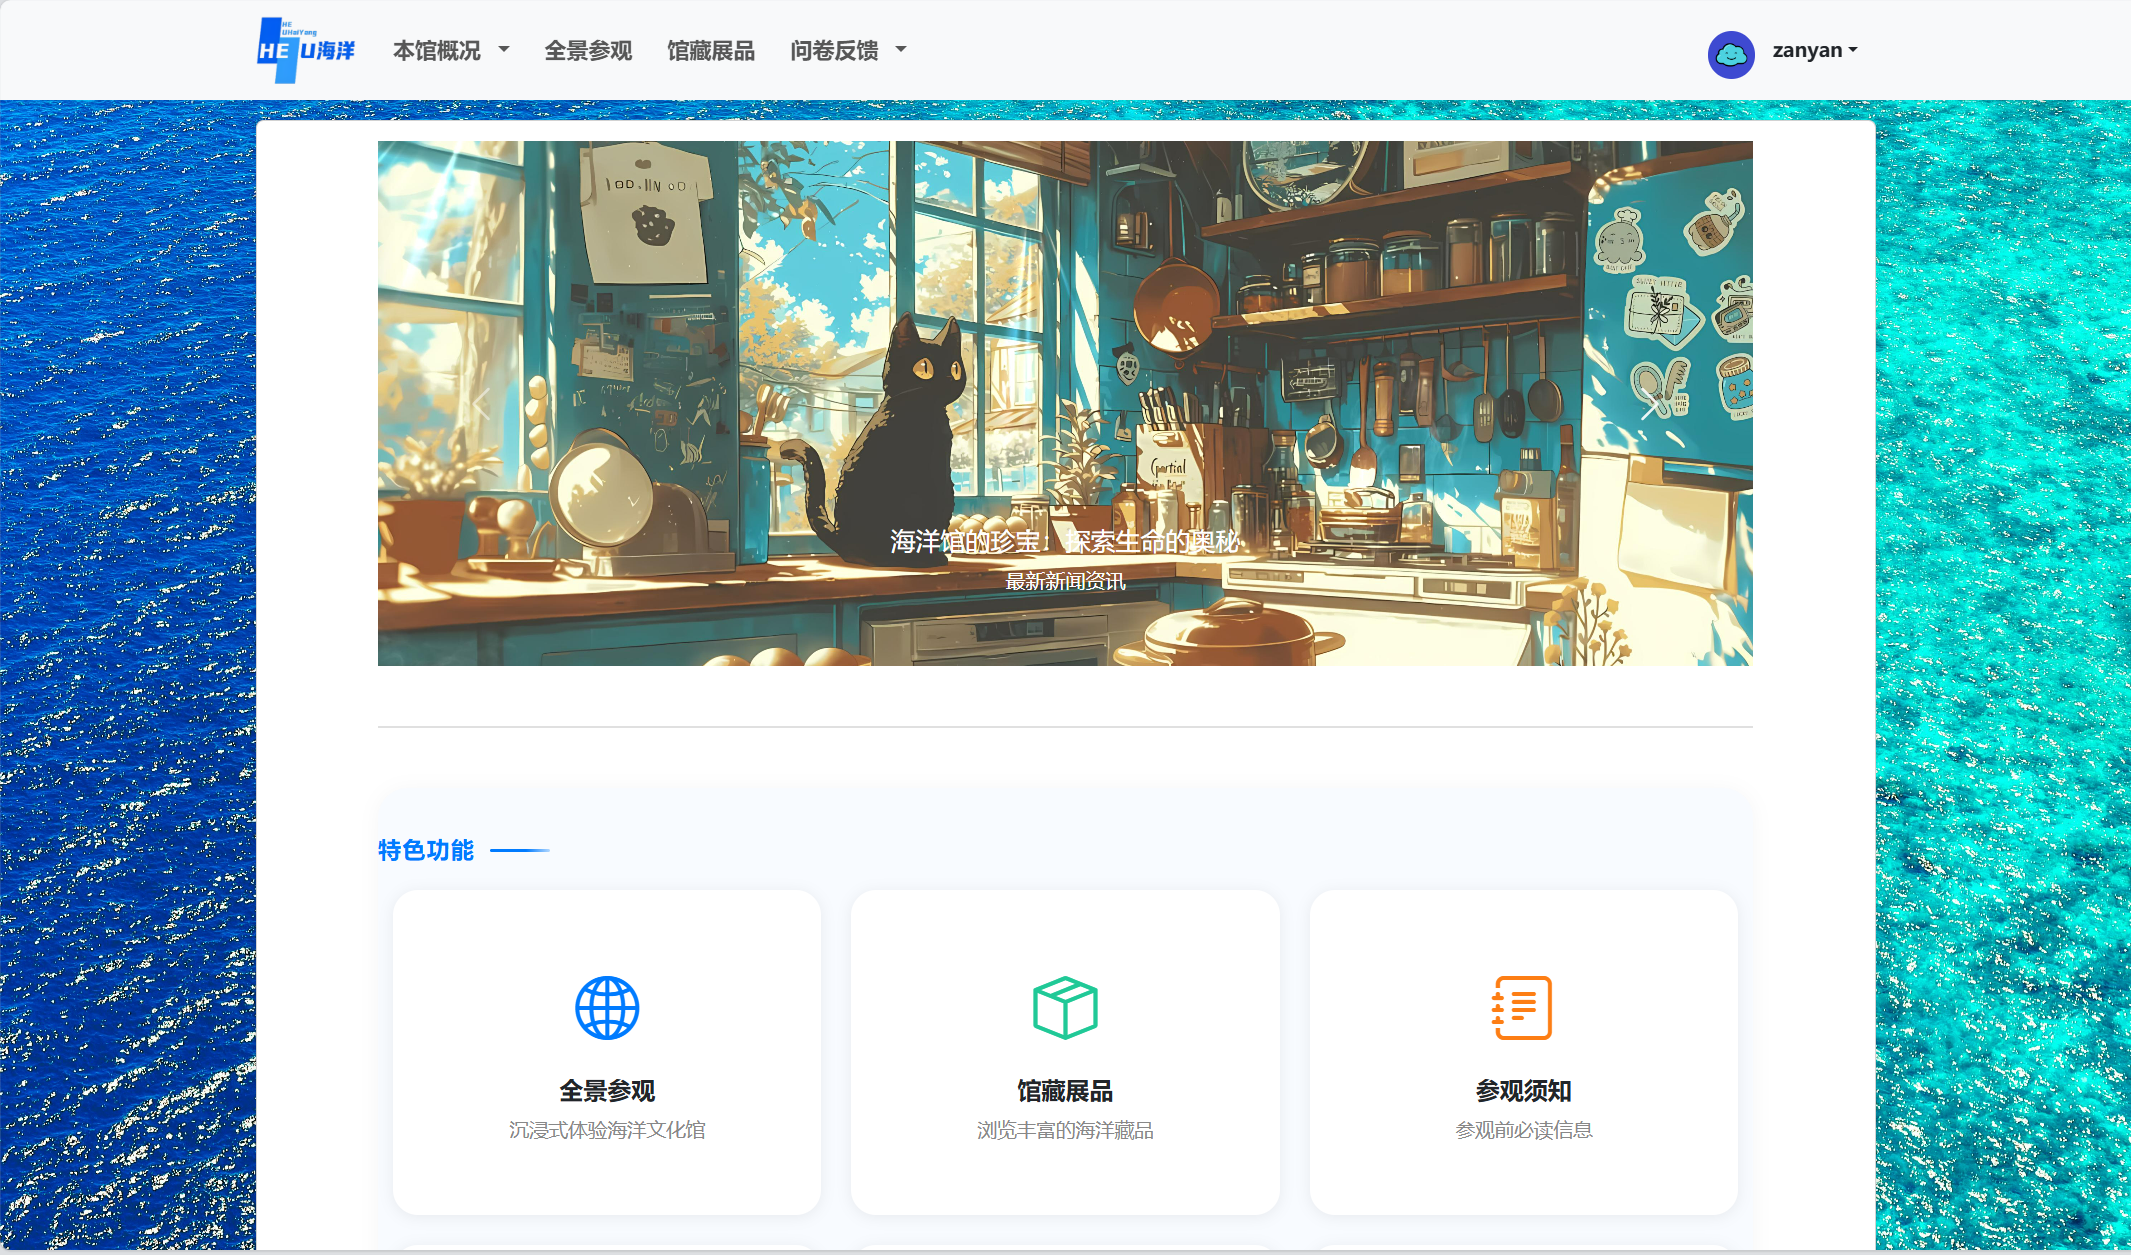 HE
UHaiYang
HE U海洋
本馆概况
全景参观
馆藏展品
问卷反馈
zanyan
海洋馆的珍宝：探索生命的奥秘
最新新闻资讯
特色功能
全景参观
沉浸式体验海洋文化馆
馆藏展品
浏览丰富的海洋藏品
参观须知
参观前必读信息